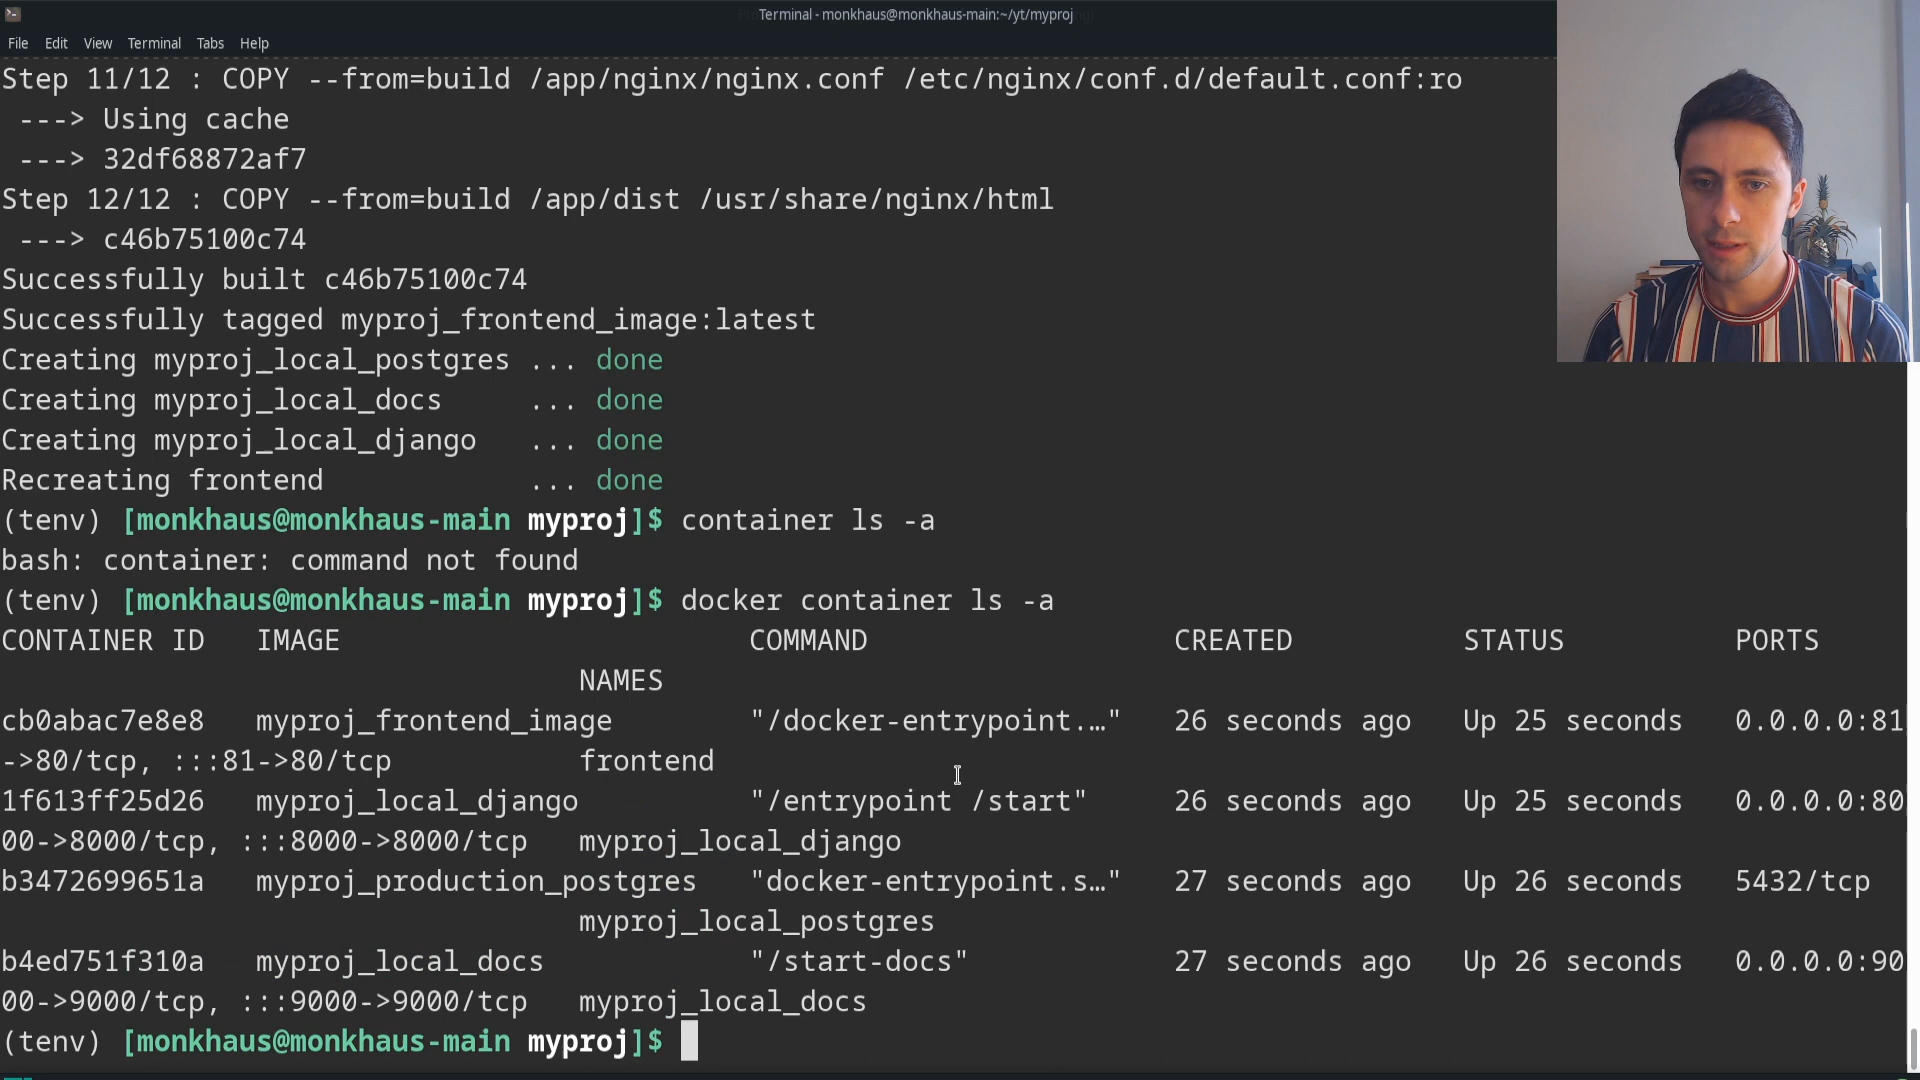 Terminal - monkhaus@monkhaus-main:~/yt/myproj
File Edit View Terminal Tabs Help
Step 11/12 : COPY --from=build /app/nginx/nginx.conf /etc/nginx/conf.d/default.conf:ro
---> Using cache
---> 32df68872af7
Step 12/12 : COPY --from=build /app/dist /usr/share/nginx/html
---> c46b75100c74
Successfully built c46b75100c74
Successfully tagged myproj_frontend_image:latest
Creating myproj_local_postgres ... done
Creating myproj_local_docs ... done
Creating myproj_local_django ... done
Recreating frontend ... done
(tenv) [monkhaus@monkhaus-main myproj]$ container ls -a
bash: container: command not found
(tenv) [monkhaus@monkhaus-main myproj]$ docker container ls -a
CONTAINER ID IMAGE COMMAND CREATED STATUS PORTS
NAMES
cb0abac7e8e8 myproj_frontend_image "/docker-entrypoint.…" 26 seconds ago Up 25 seconds 0.0.0.0:81
->80/tcp, :::81->80/tcp frontend
1f613ff25d26 myproj_local_django "/entrypoint /start" 26 seconds ago Up 25 seconds 0.0.0.0:80
00->8000/tcp, :::8000->8000/tcp myproj_local_django
b3472699651a myproj_production_postgres "docker-entrypoint.s…" 27 seconds ago Up 26 seconds 5432/tcp
myproj_local_postgres
b4ed751f310a myproj_local_docs "/start-docs" 27 seconds ago Up 26 seconds 0.0.0.0:90
00->9000/tcp, :::9000->9000/tcp myproj_local_docs
(tenv) [monkhaus@monkhaus-main myproj]$